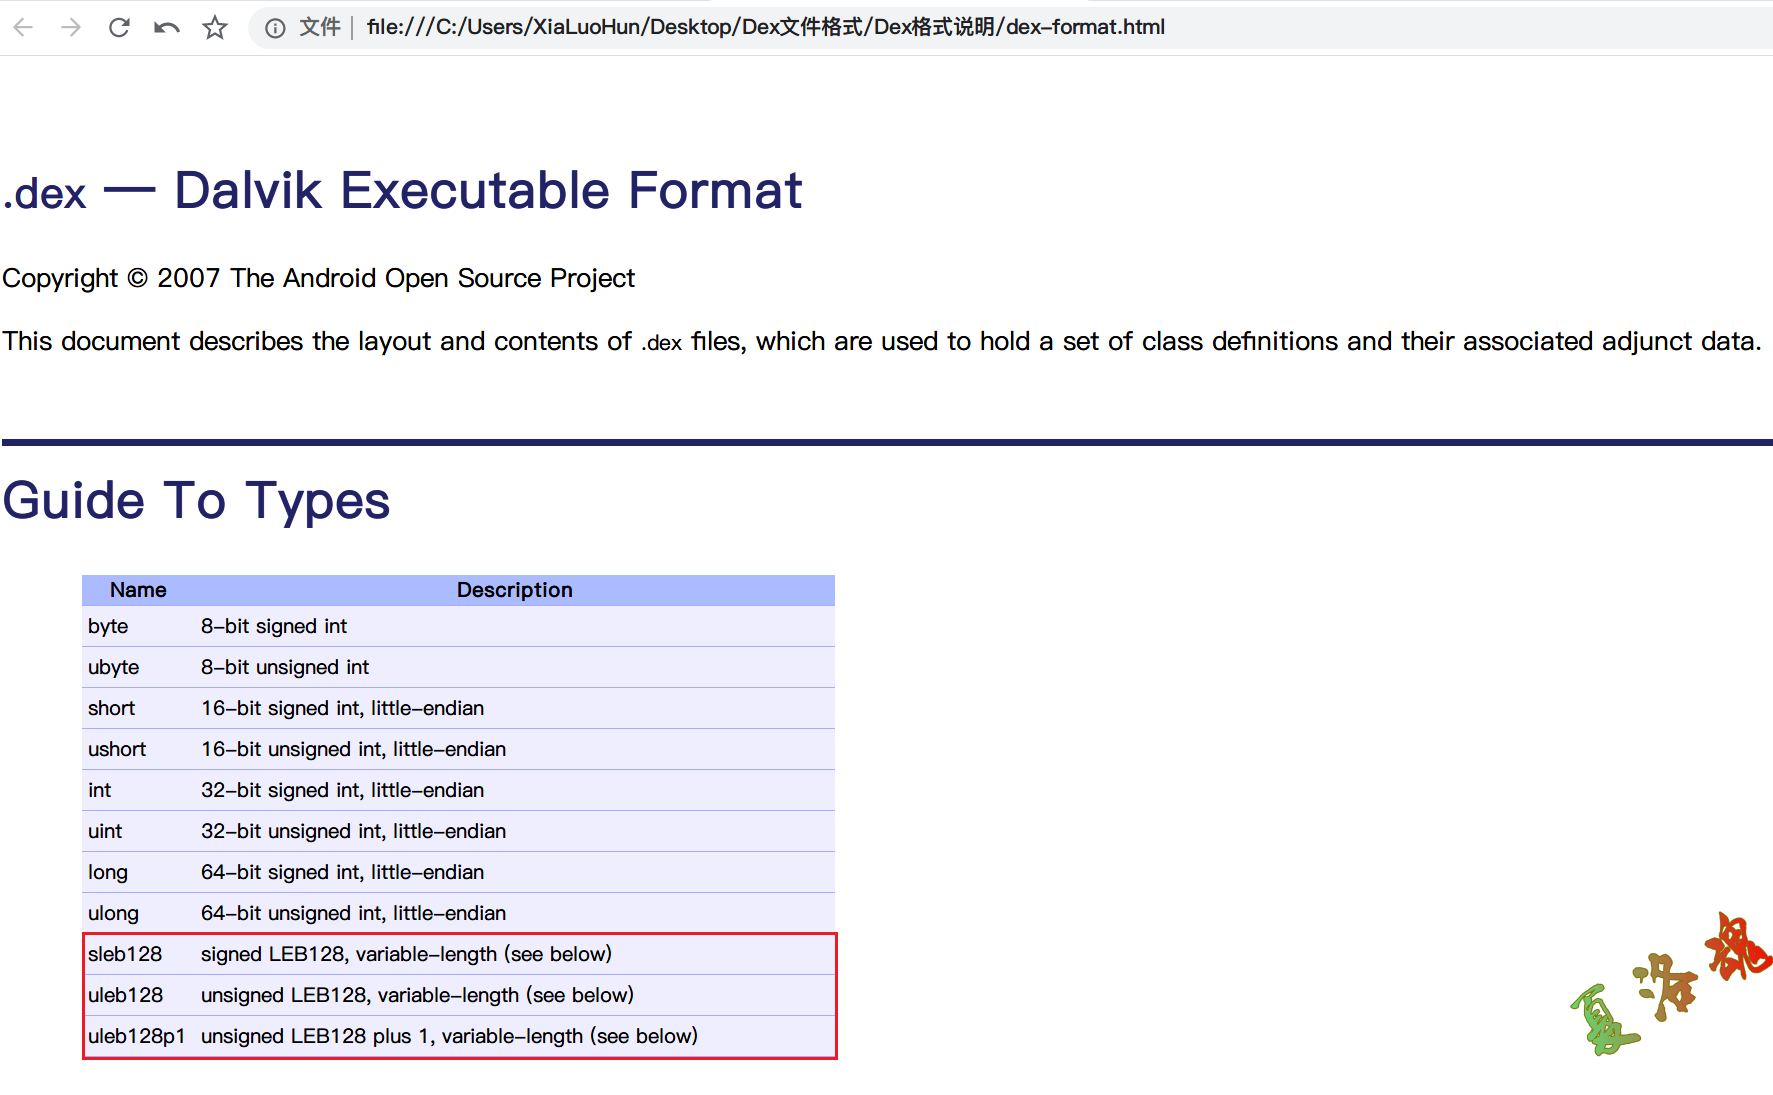 文件 | file:///C:/Users/XiaLuoHun/Desktop/Dex文件格式/Dex格式说明/dex-format.html
.dex — Dalvik Executable Format
Copyright © 2007 The Android Open Source Project
This document describes the layout and contents of .dex files, which are used to hold a set of class definitions and their associated adjunct data.
Guide To Types
Name Description
byte 8-bit signed int
ubyte 8-bit unsigned int
short 16-bit signed int, little-endian
ushort 16-bit unsigned int, little-endian
int 32-bit signed int, little-endian
uint 32-bit unsigned int, little-endian
long 64-bit signed int, little-endian
ulong 64-bit unsigned int, little-endian
sleb128 signed LEB128, variable-length (see below)
uleb128 unsigned LEB128, variable-length (see below)
uleb128p1 unsigned LEB128 plus 1, variable-length (see below)
夏洛魂